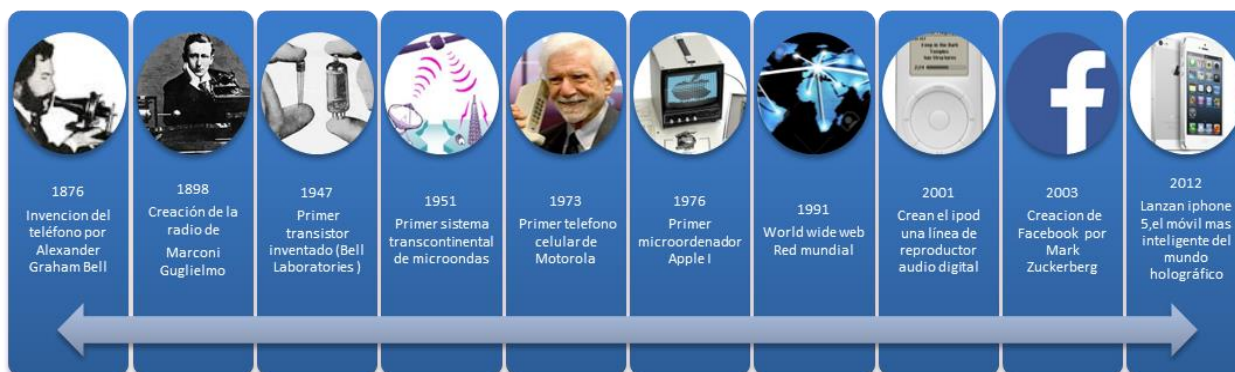 1876
Invencion del
teléfono por
Alexander
Graham Bell
1898
Creación de la
radio de
Marconi
Guglielmo
1947
Primer
transistor
inventado (Bell
Laboratories )
1951
Primer sistema
transcontinental
de microondas
1973
Primer telefono
celular de
Motorola
1976
Primer
microordenador
Apple I
1991
World wide web
Red mundial
2001
Crean el ipod
una línea de
reproductor
audio digital
2003
Creacion de
Facebook por
Mark
Zuckerberg
2012
Lanzan iphone
5,el móvil mas
inteligente del
mundo
holográfico